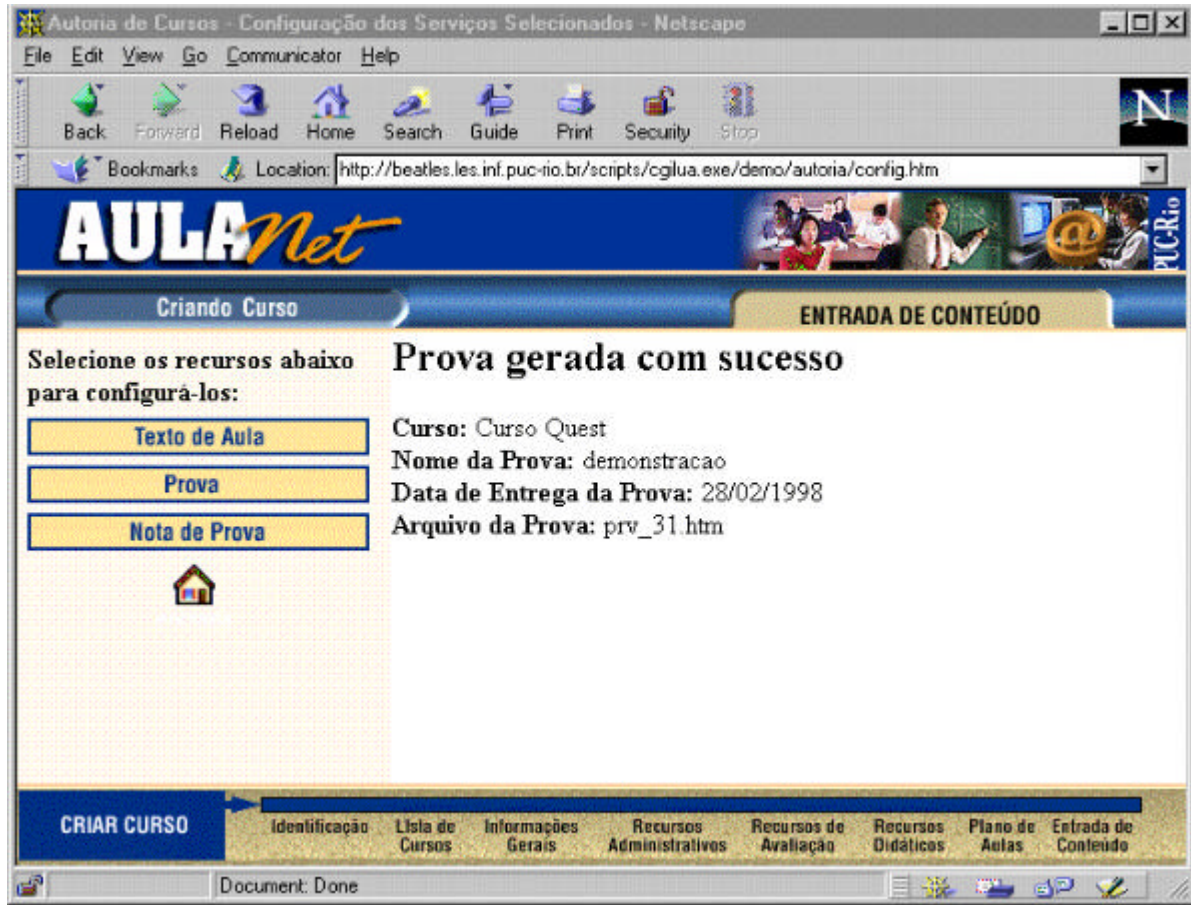 Autoria de Cursos - Configuração dos Serviços Selecionados - Netscape
File Edit View Go Communicator Help
Back Forward Reload Home Search Guide Print Security Stop
N
Bookmarks Location: http://beatles.les.inf.puc-rio.br/scripts/cgilua.exe/demo/autoria/config.htm
AULANet
@
PUC-Rio
Criando Curso
ENTRADA DE CONTEÚDO
Selecione os recursos abaixo
para configurá-los:
Texto de Aula
Prova
Nota de Prova
Prova gerada com sucesso
Curso: Curso Quest
Nome da Prova: demonstracao
Data de Entrega da Prova: 28/02/1998
Arquivo da Prova: prv_31.htm
CRIAR CURSO
Identificação
Lista de
Cursos
Informações
Gerais
Recursos
Administrativos
Recursos de
Avaliação
Recursos
Didáticos
Plano de
Aulas
Entrada de
Conteúdo
Document: Done